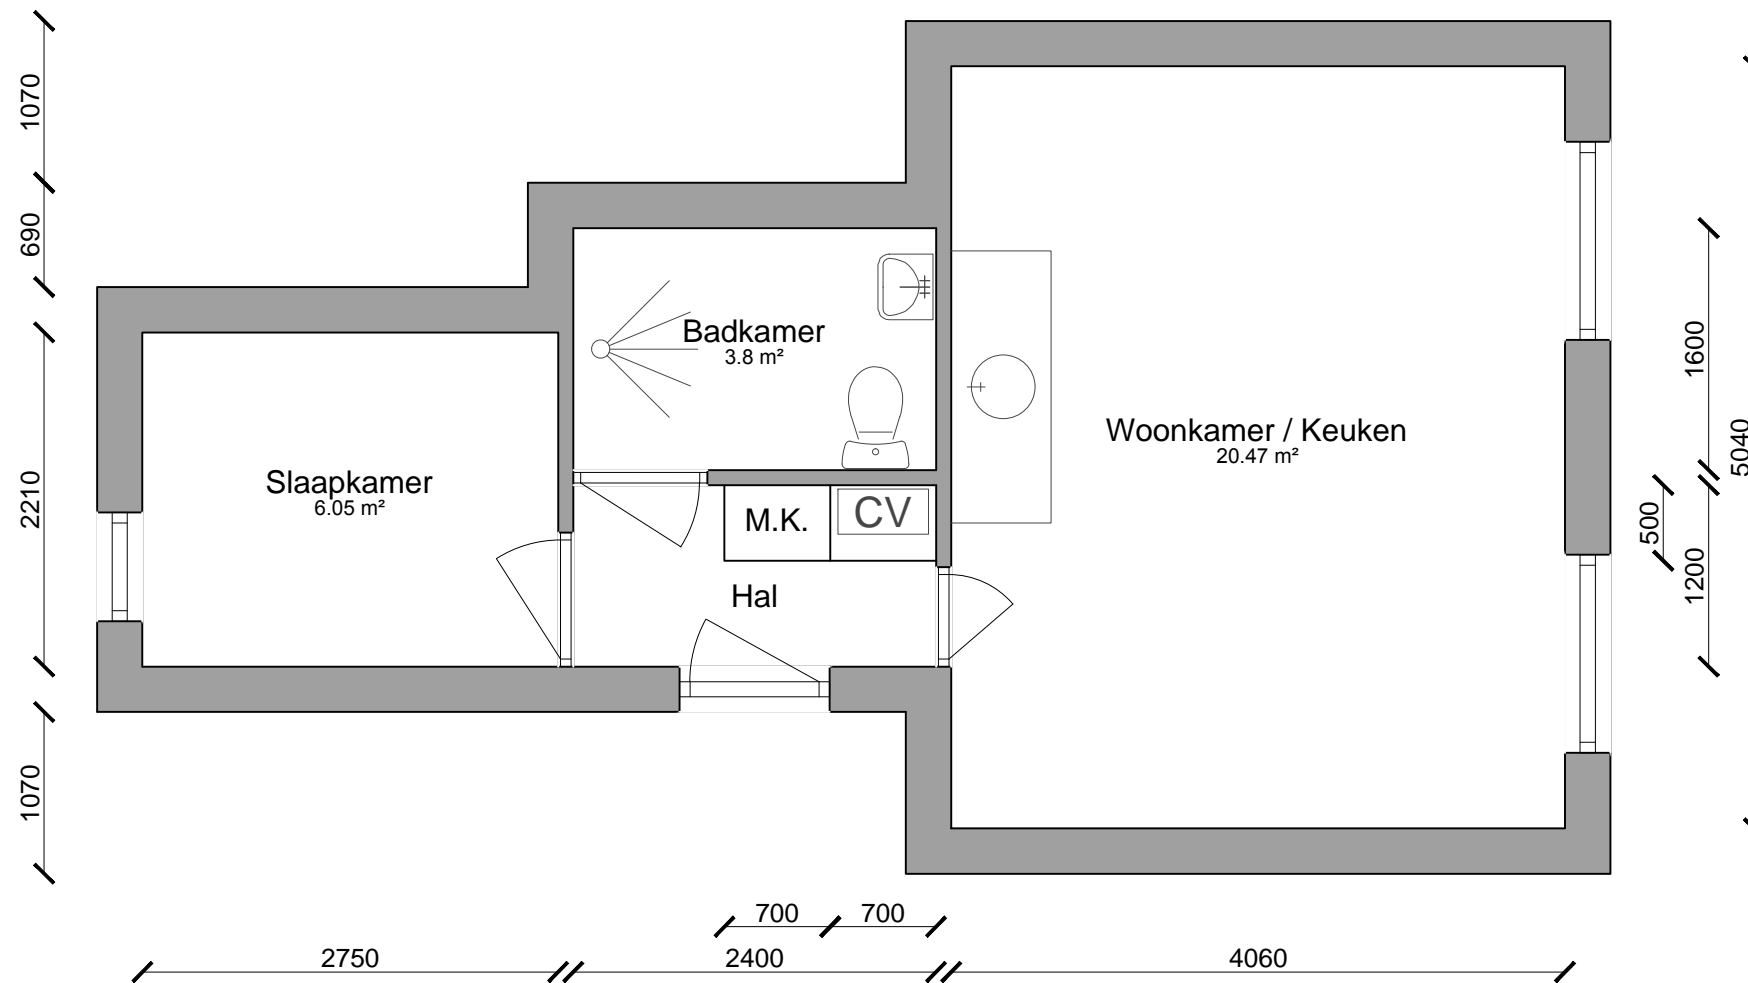 1070
690
2210
1070
Badkamer
3.8 m²
Woonkamer / Keuken
20.47 m²
Slaapkamer
6.05 m²
M.K.
CV
Hal
1600
5040
500
1200
700
700
2750
2400
4060